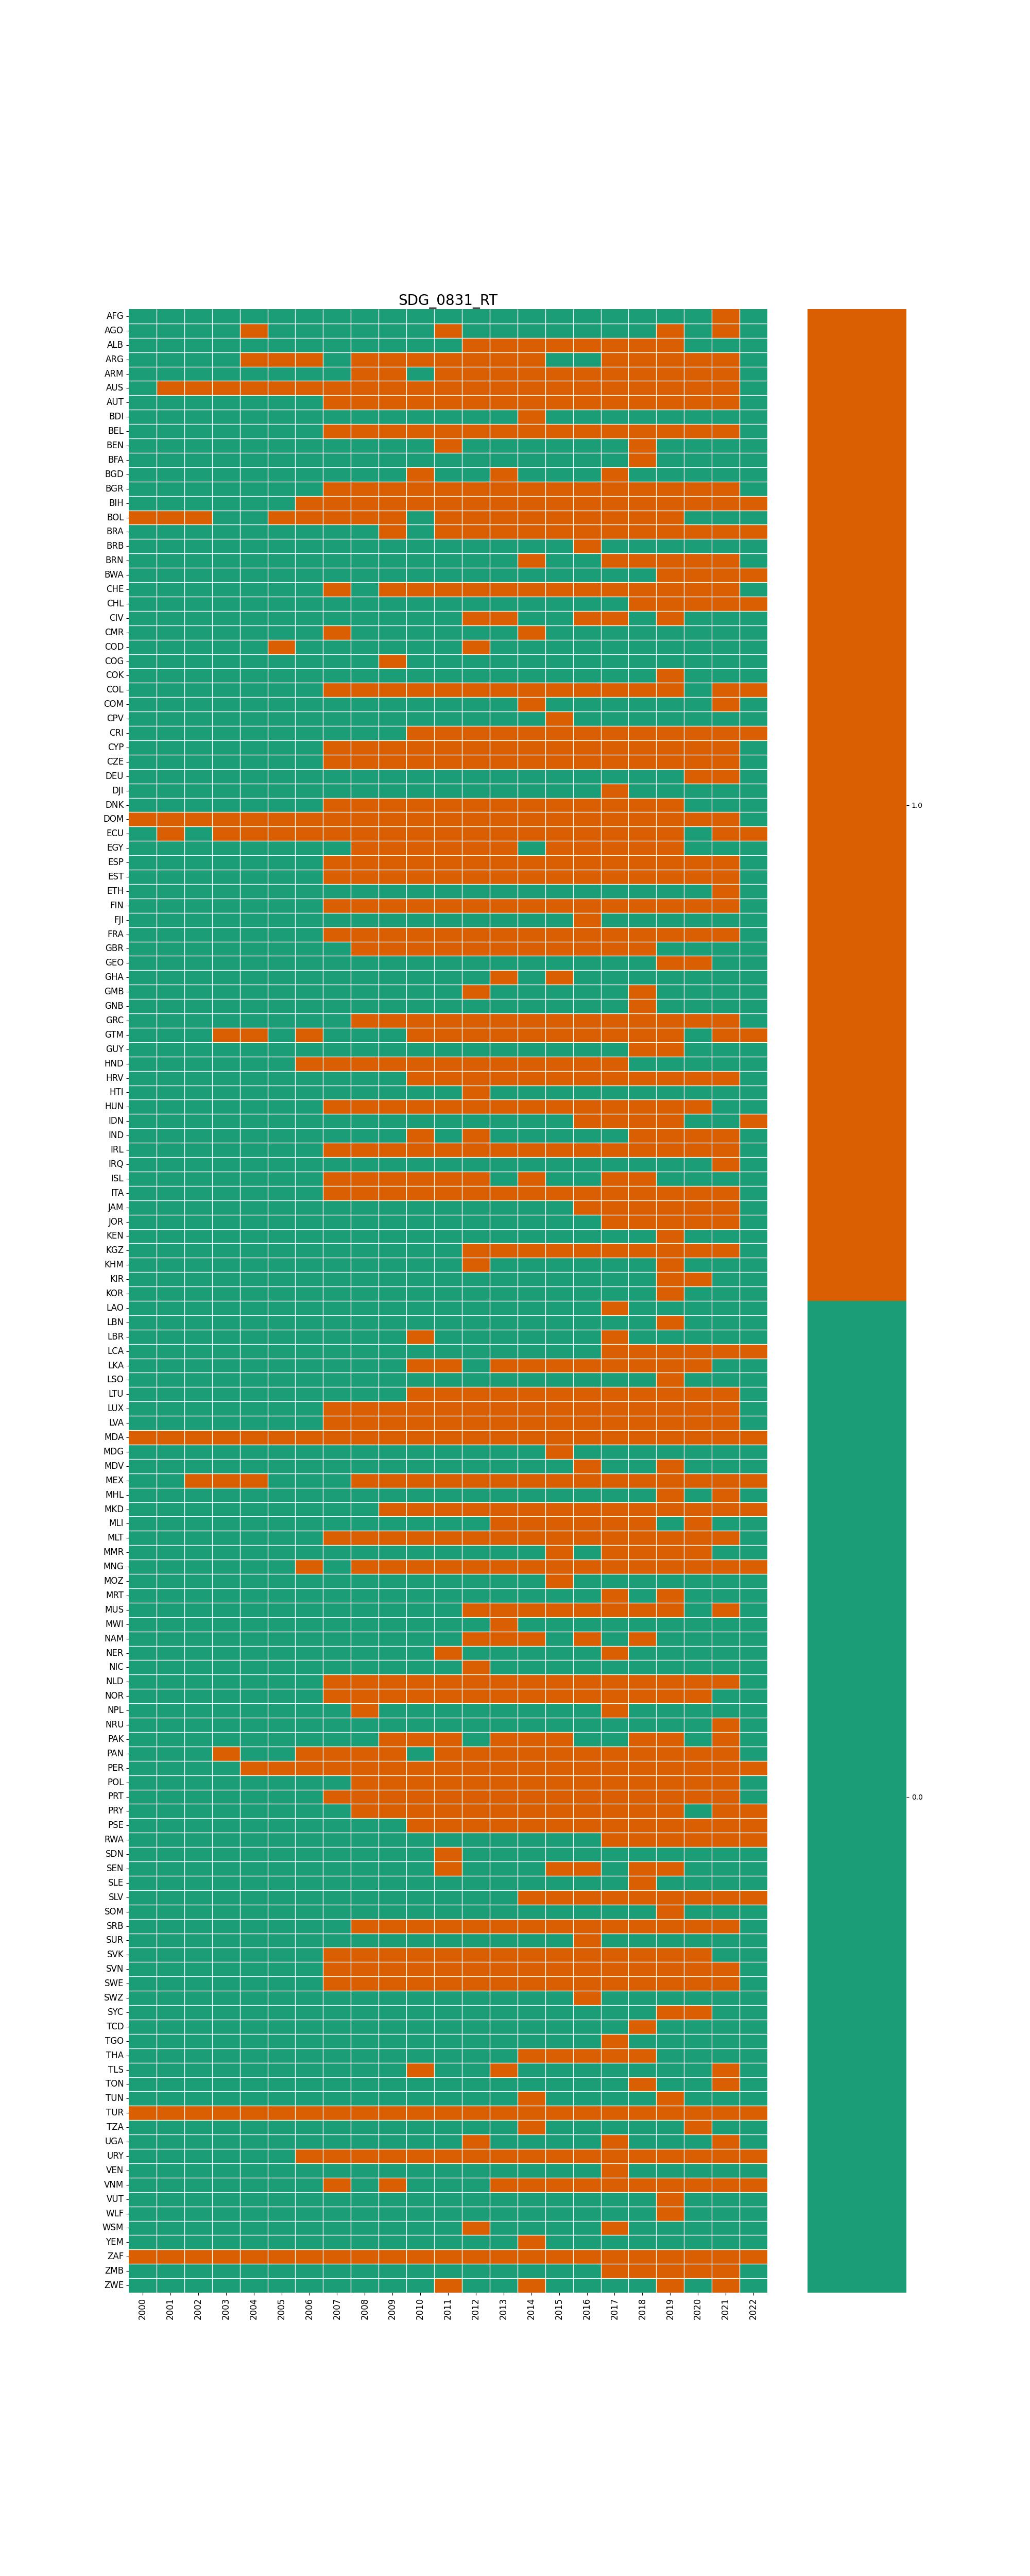 SDG_0831_RT
AFG
AGO
ALB
ARG
ARM
AUS
AUT
BDI
BEL
BEN
BFA
BGD
BGR
BIH
BOL
BRA
BRB
BRN
BWA
CHE
CHL
CIV
CMR
COD
COG
COK
COL
COM
CPV
CRI
CYP
CZE
DEU
DJI
DNK
DOM
ECU
EGY
ESP
EST
ETH
FIN
FJI
FRA
GBR
GEO
GHA
GMB
GNB
GRC
GTM
GUY
HND
HRV
HTI
HUN
IDN
IND
IRL
IRQ
ISL
ITA
JAM
JOR
KEN
KGZ
KHM
KIR
KOR
LAO
LBN
LBR
LCA
LKA
LSO
LTU
LUX
LVA
MDA
MDG
MDV
MEX
MHL
MKD
MLI
MLT
MMR
MNG
MOZ
MRT
MUS
MWI
NAM
NER
NIC
NLD
NOR
NPL
NRU
PAK
PAN
PER
POL
PRT
PRY
PSE
RWA
SDN
SEN
SLE
SLV
SOM
SRB
SUR
SVK
SVN
SWE
SWZ
SYC
TCD
TGO
THA
TLS
TON
TUN
TUR
TZA
UGA
URY
VEN
VNM
VUT
WLF
WSM
YEM
ZAF
ZMB
ZWE
2000 2001 2002 2003 2004 2005 2006 2007 2008 2009 2010 2011 2012 2013 2014 2015 2016 2017 2018 2019 2020 2021 2022
1.0
0.0